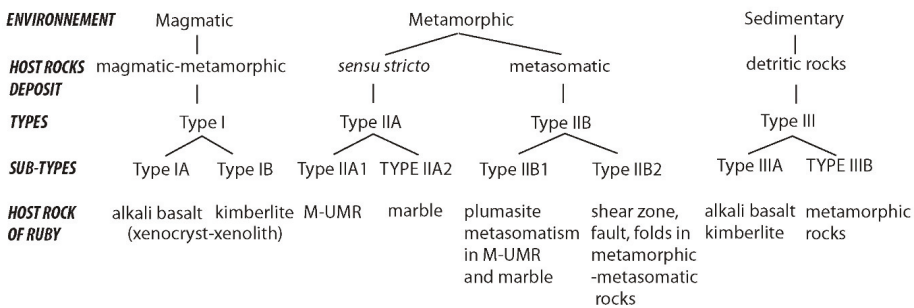 ENVIRONNEMENT Magmatic Metamorphic Sedimentary
HOST ROCKS magmatic-metamorphic sensu stricto metasomatic detritic rocks
DEPOSIT
TYPES Type I Type IIA Type IIB Type III
SUB-TYPES Type IA Type IB Type IIA1 TYPE IIA2 Type IIB1 Type IIB2 Type IIIA TYPE IIIB
HOST ROCK alkali basalt kimberlite M-UMR marble plumasite shear zone, alkali basalt metamorphic
OF RUBY (xenocryst-xenolith) metasomatism fault, folds in kimberlite rocks
in M-UMR metamorphic
and marble -metasomatic
rocks